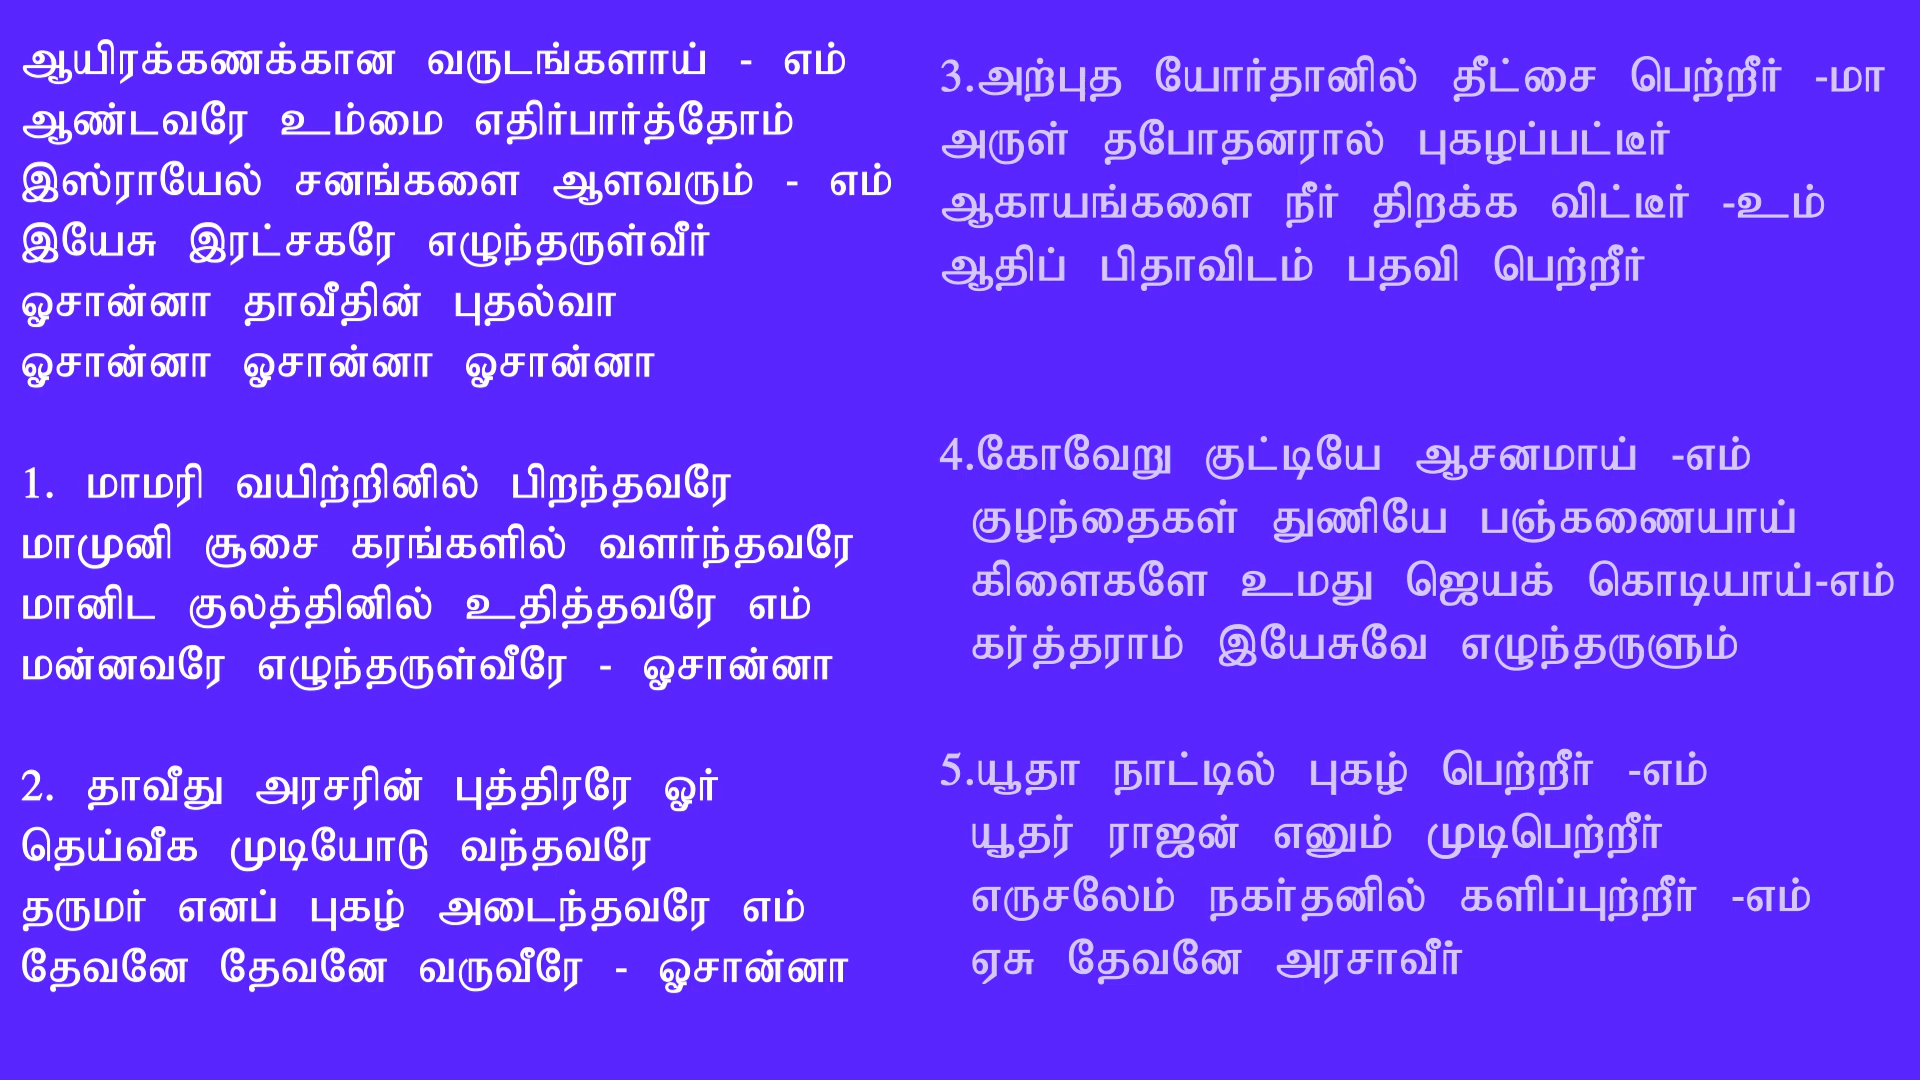 ஆயிரக்கணக்கான வருடங்களாய் - எம்
ஆண்டவரே உம்மை எதிர்பார்த்தோம்
இஸ்ராயேல் சனங்களை ஆளவரும் - எம்
இயேசு இரட்சகரே எழுந்தருள்வீர்
ஓசான்னா தாவீதின் புதல்வா
ஓசான்னா ஓசான்னா ஓசான்னா
1. மாமரி வயிற்றினில் பிறந்தவரே
மாமுனி சூசை கரங்களில் வளர்ந்தவரே
மானிட குலத்தினில் உதித்தவரே எம்
மன்னவரே எழுந்தருள்வீரே - ஓசான்னா
2. தாவீது அரசரின் புத்திரரே ஓர்
தெய்வீக முடியோடு வந்தவரே
தருமர் எனப் புகழ் அடைந்தவரே எம்
தேவனே தேவனே வருவீரே - ஓசான்னா
3.அற்புத யோர்தானில் தீட்சை பெற்றீர் -மா
அருள் தபோதனரால் புகழப்பட்டீர்
ஆகாயங்களை நீர் திறக்க விட்டீர் -உம்
ஆதிப் பிதாவிடம் பதவி பெற்றீர்
4.கோவேறு குட்டியே ஆசனமாய் -எம்
குழந்தைகள் துணியே பஞ்கணையாய்
கிளைகளே உமது ஜெயக் கொடியாய்-எம்
கர்த்தராம் இயேசுவே எழுந்தருளும்
5.யூதா நாட்டில் புகழ் பெற்றீர் -எம்
யூதர் ராஜன் எனும் முடிபெற்றீர்
எருசலேம் நகர்தனில் களிப்புற்றீர் -எம்
ஏசு தேவனே அரசாவீர்